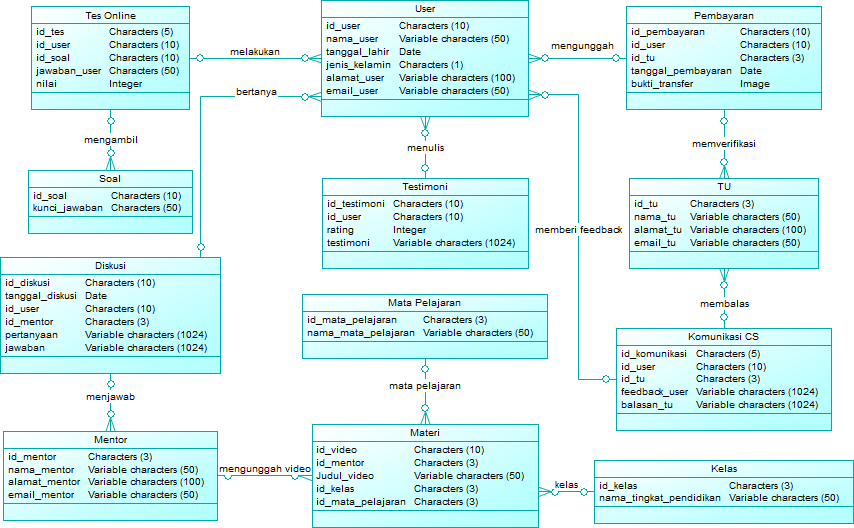 Tes Online
id_tes Characters (5)
id_user Characters (10)
id_soal Characters (10)
jawaban_user Characters (50)
nilai Integer
melakukan
User
id_user Characters (10)
nama_user Variable characters (50)
tanggal_lahir Date
jenis_kelamin Characters (1)
alamat_user Variable characters (100)
email_user Variable characters (50)
mengunggah
Pembayaran
id_pembayaran Characters (10)
id_user Characters (10)
id_tu Characters (3)
tanggal_pembayaran Date
bukti_transfer Image
bertanya
mengambil
menulis
memverifikasi
Soal
id_soal Characters (10)
kunci_jawaban Characters (50)
Testimoni
id_testimoni Characters (10)
id_user Characters (10)
rating Integer
testimoni Variable characters (1024)
memberi feedback
TU
id_tu Characters (3)
nama_tu Variable characters (50)
alamat_tu Variable characters (100)
email_tu Variable characters (50)
Diskusi
id_diskusi Characters (10)
tanggal_diskusi Date
id_user Characters (10)
id_mentor Characters (3)
pertanyaan Variable characters (1024)
jawaban Variable characters (1024)
Mata Pelajaran
id_mata_pelajaran Characters (3)
nama_mata_pelajaran Variable characters (50)
membalas
Komunikasi CS
id_komunikasi Characters (5)
id_user Characters (10)
id_tu Characters (3)
feedback_user Variable characters (1024)
balasan_tu Variable characters (1024)
menjawab
mata pelajaran
Mentor
id_mentor Characters (3)
nama_mentor Variable characters (50)
alamat_mentor Variable characters (100)
email_mentor Variable characters (50)
mengunggah video
Materi
id_video Characters (10)
id_mentor Characters (3)
Judul_video Variable characters (50)
id_kelas Characters (3)
id_mata_pelajaran Characters (3)
kelas
Kelas
id_kelas Characters (3)
nama_tingkat_pendidikan Variable characters (50)